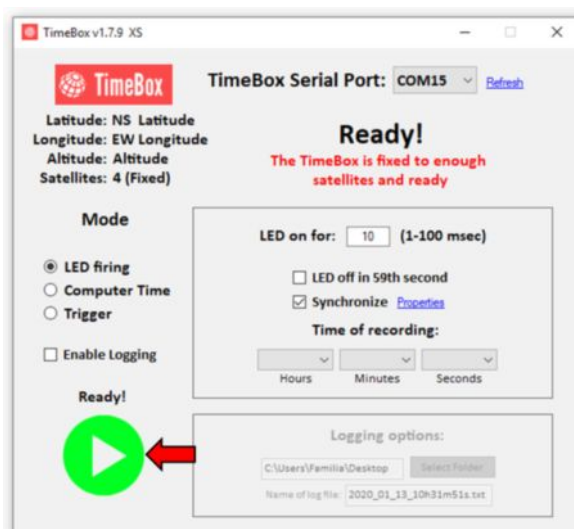 TimeBox v1.7.9 XS
TimeBox
TimeBox Serial Port: COM15 Refresh
Latitude: NS Latitude
Longitude: EW Longitude
Altitude: Altitude
Satellites: 4 (Fixed)
Ready!
The TimeBox is fixed to enough
satellites and ready
Mode
LED firing
Computer Time
Trigger
Enable Logging
Ready!
LED on for: 10 (1-100 msec)
LED off in 59th second
Synchronize Properties
Time of recording:
Hours Minutes Seconds
Logging options:
C:\Users\Familia\Desktop Select Folder
Name of log file: 2020_01_13_10h31m51s.txt